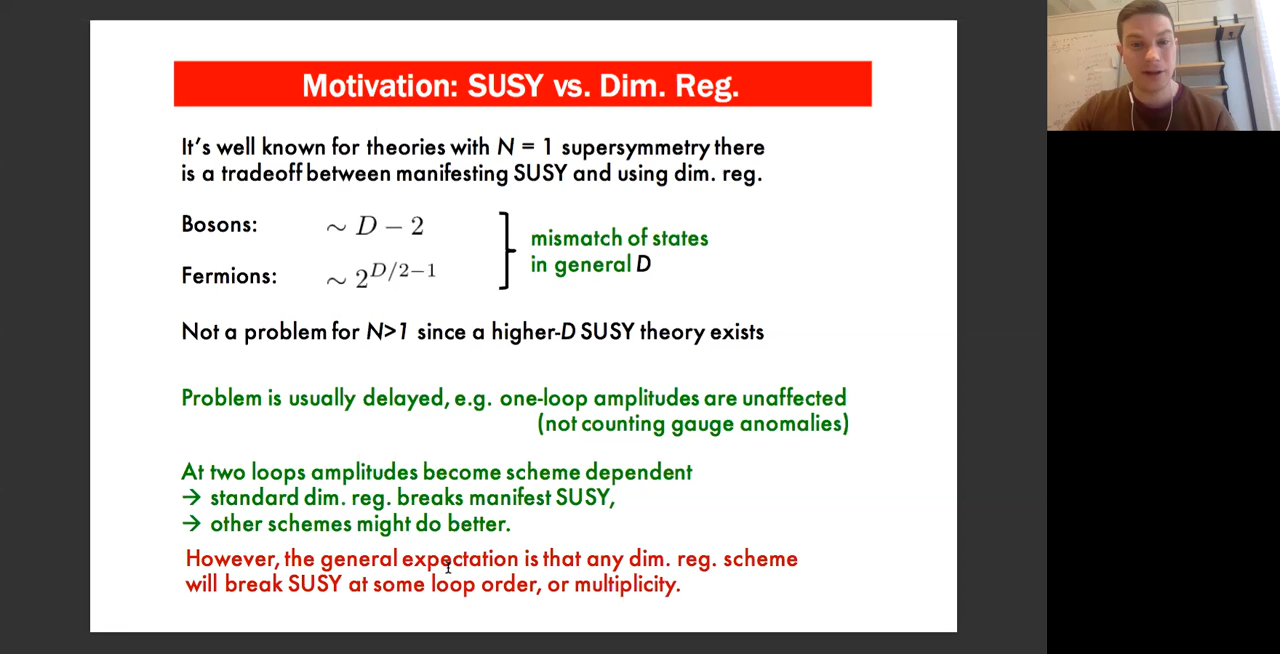 Motivation: SUSY vs. Dim. Reg.
It's well known for theories with N = 1 supersymmetry there
is a tradeoff between manifesting SUSY and using dim. reg.
Bosons: ∼ D − 2
mismatch of states
in general D
Fermions: ∼ 2^{D/2−1}
Not a problem for N>1 since a higher-D SUSY theory exists
Problem is usually delayed, e.g. one-loop amplitudes are unaffected
(not counting gauge anomalies)
At two loops amplitudes become scheme dependent
→ standard dim. reg. breaks manifest SUSY,
→ other schemes might do better.
However, the general expectation is that any dim. reg. scheme
will break SUSY at some loop order, or multiplicity.